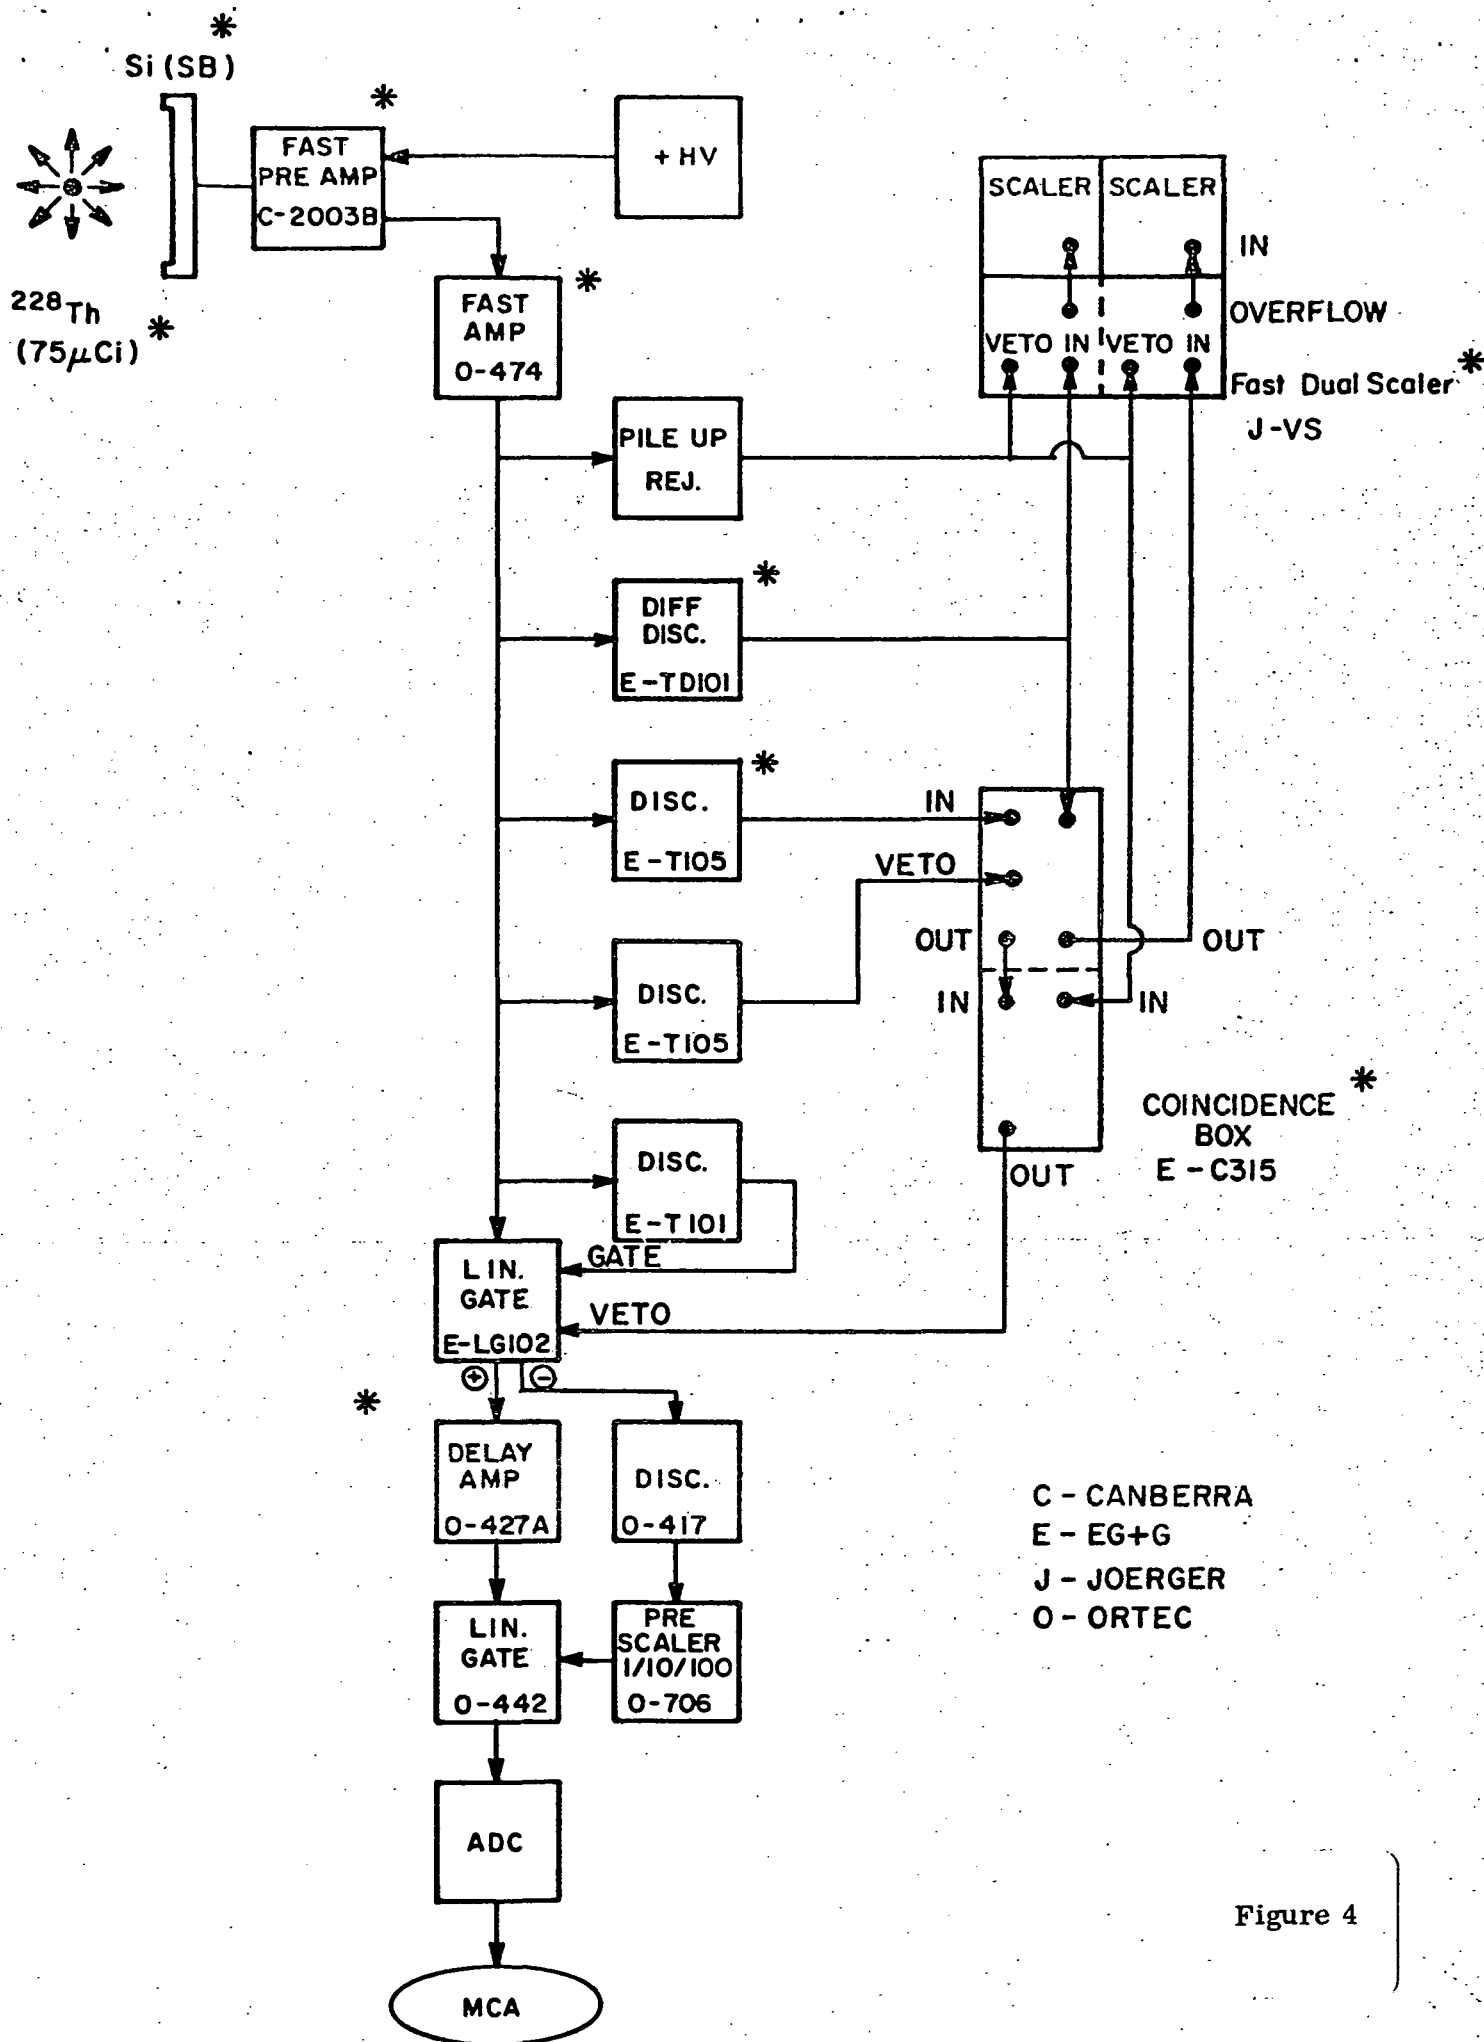 *
Si (SB)
*
FAST
PRE AMP
C-2003B
+ HV
228Th *
(75μCi)
*
FAST
AMP
O-474
SCALER SCALER
IN
OVERFLOW
VETO IN VETO IN
Fast Dual Scaler *
J-VS
PILE UP
REJ.
*
DIFF
DISC.
E-TD101
*
DISC.
E-T105
IN
VETO
OUT
OUT
IN
IN
DISC.
E-T105
COINCIDENCE *
BOX
E-C315
OUT
DISC.
E-T101
GATE
LIN.
GATE
E-LG102
VETO
+ −
*
DELAY
AMP
O-427A
DISC.
O-417
LIN.
GATE
O-442
PRE
SCALER
1/10/100
O-706
C - CANBERRA
E - EG+G
J - JOERGER
O - ORTEC
ADC
MCA
Figure 4